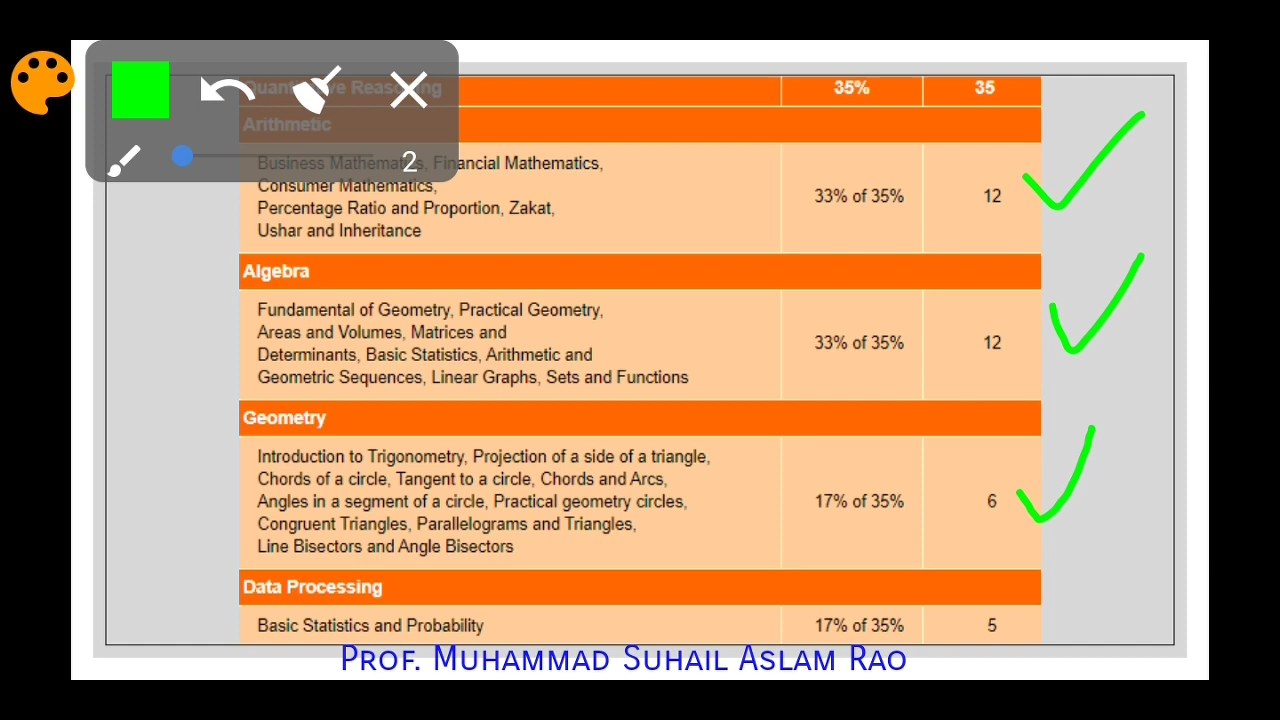 Quantitative Reasoning 35% 35
Arithmetic
Business Mathematics, Financial Mathematics,
Consumer Mathematics,
Percentage Ratio and Proportion, Zakat,
Ushar and Inheritance
33% of 35% 12
Algebra
Fundamental of Geometry, Practical Geometry,
Areas and Volumes, Matrices and
Determinants, Basic Statistics, Arithmetic and
Geometric Sequences, Linear Graphs, Sets and Functions
33% of 35% 12
Geometry
Introduction to Trigonometry, Projection of a side of a triangle,
Chords of a circle, Tangent to a circle, Chords and Arcs,
Angles in a segment of a circle, Practical geometry circles,
Congruent Triangles, Parallelograms and Triangles,
Line Bisectors and Angle Bisectors
17% of 35% 6
Data Processing
Basic Statistics and Probability 17% of 35% 5
2
Prof. Muhammad Suhail Aslam Rao